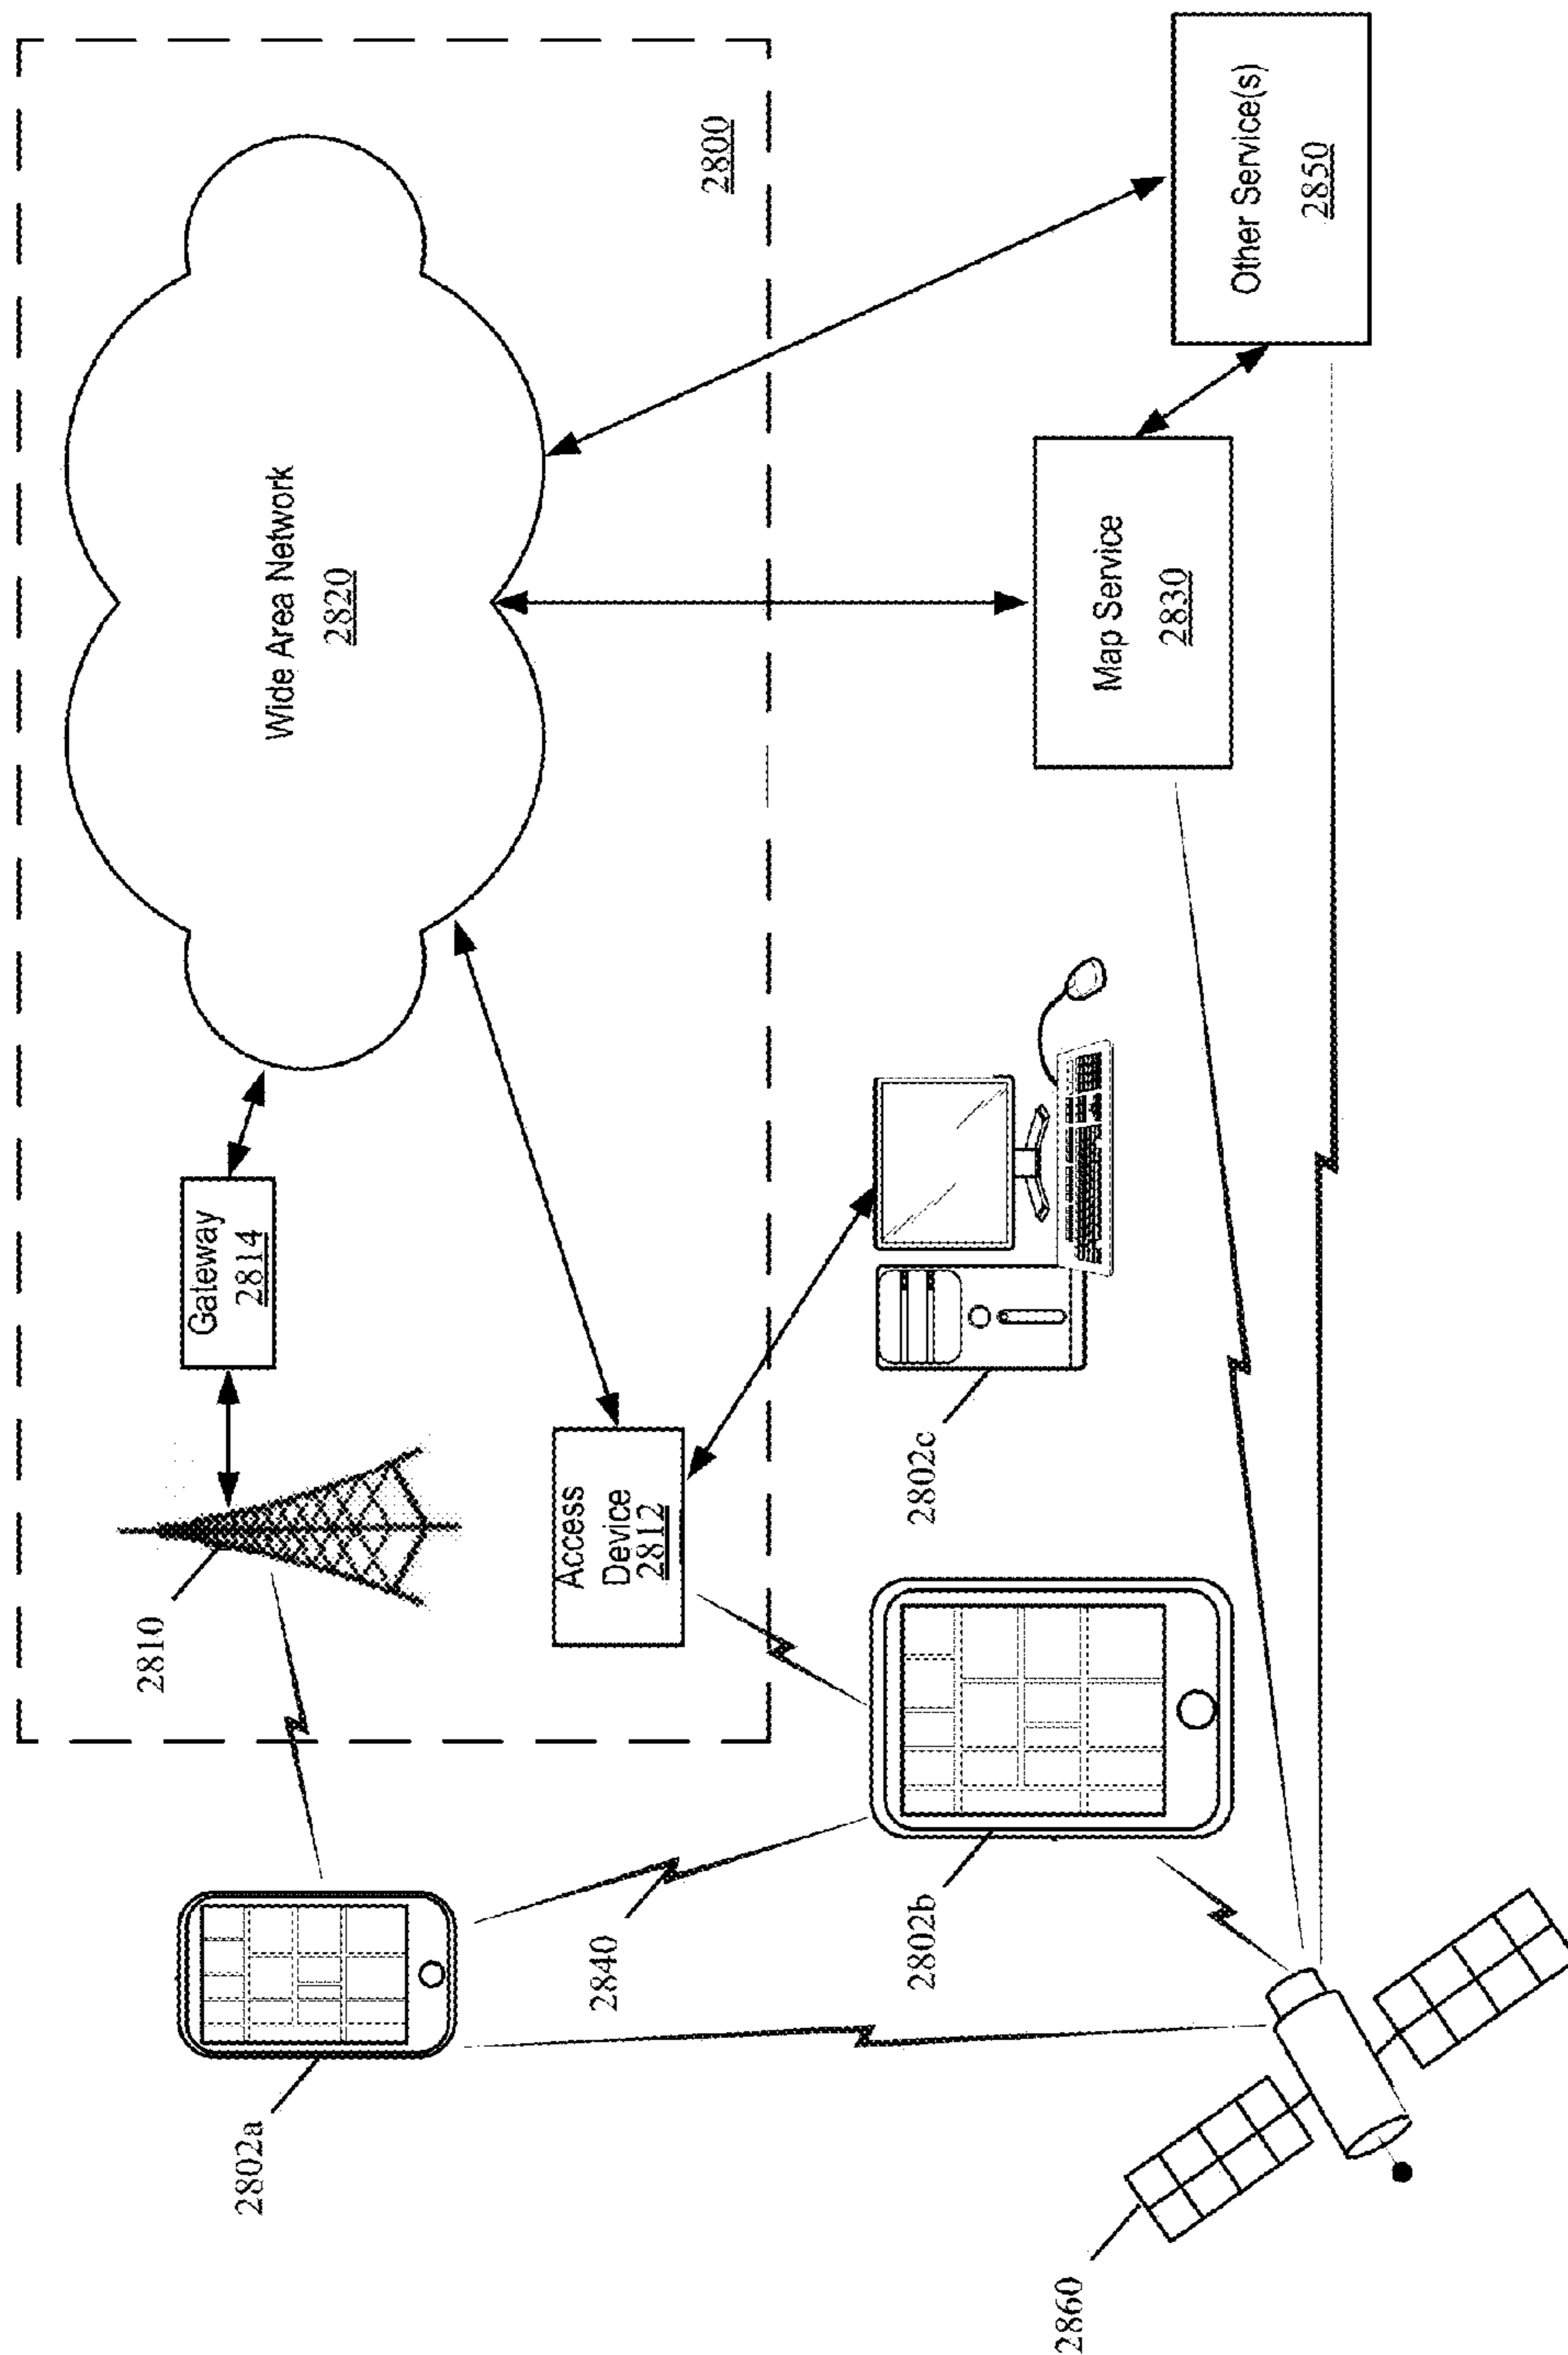 2810
Gateway
2814
Wide Area Network
2820
2800
2802a
Access
Device
2812
2840
2802b
2802c
Map Service
2830
Other Service(s)
2850
2860